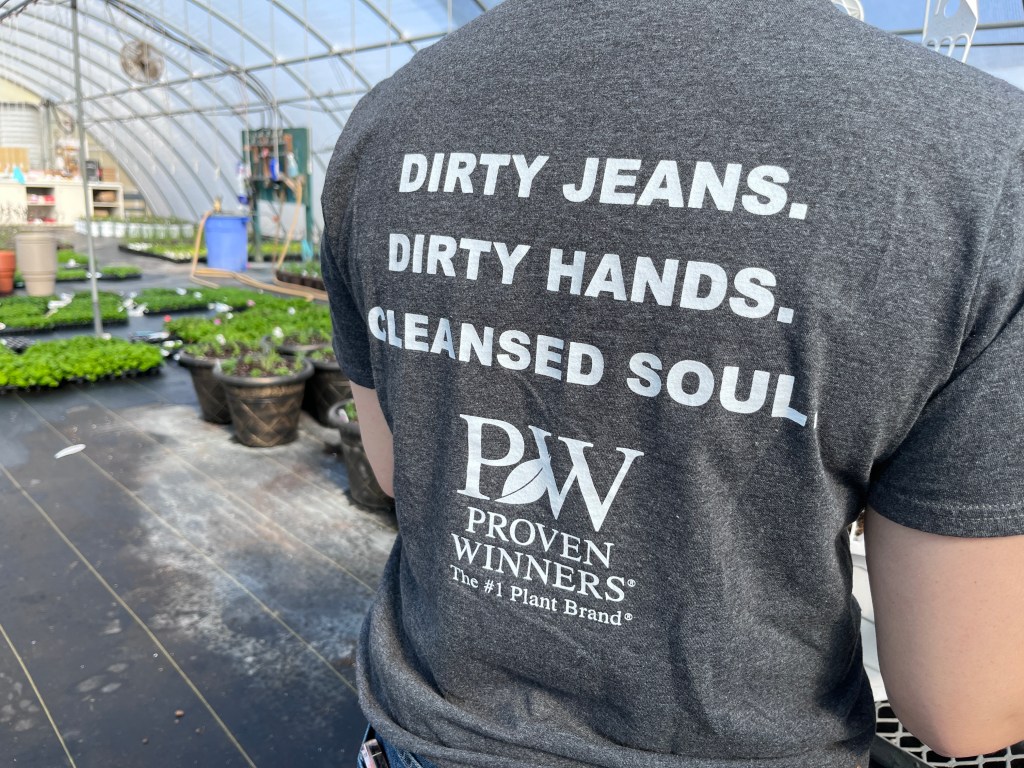 DIRTY JEANS.
DIRTY HANDS.
CLEANSED SOUL.
PW
PROVEN
WINNERS®
The #1 Plant Brand®